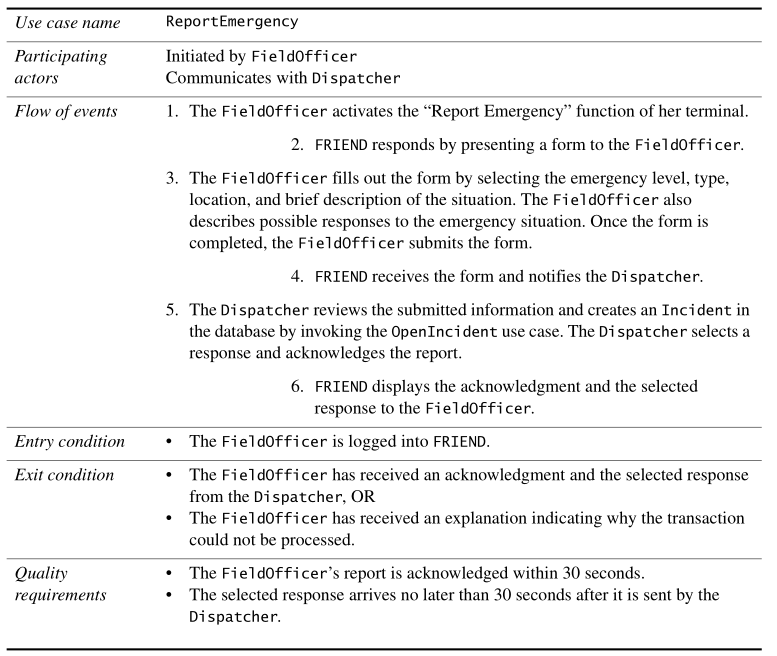 Use case name ReportEmergency
Participating Initiated by FieldOfficer
actors Communicates with Dispatcher
Flow of events 1. The FieldOfficer activates the “Report Emergency” function of her terminal.
2. FRIEND responds by presenting a form to the FieldOfficer.
3. The FieldOfficer fills out the form by selecting the emergency level, type,
location, and brief description of the situation. The FieldOfficer also
describes possible responses to the emergency situation. Once the form is
completed, the FieldOfficer submits the form.
4. FRIEND receives the form and notifies the Dispatcher.
5. The Dispatcher reviews the submitted information and creates an Incident in
the database by invoking the OpenIncident use case. The Dispatcher selects a
response and acknowledges the report.
6. FRIEND displays the acknowledgment and the selected
response to the FieldOfficer.
Entry condition • The FieldOfficer is logged into FRIEND.
Exit condition • The FieldOfficer has received an acknowledgment and the selected response
from the Dispatcher, OR
• The FieldOfficer has received an explanation indicating why the transaction
could not be processed.
Quality • The FieldOfficer’s report is acknowledged within 30 seconds.
requirements • The selected response arrives no later than 30 seconds after it is sent by the
Dispatcher.